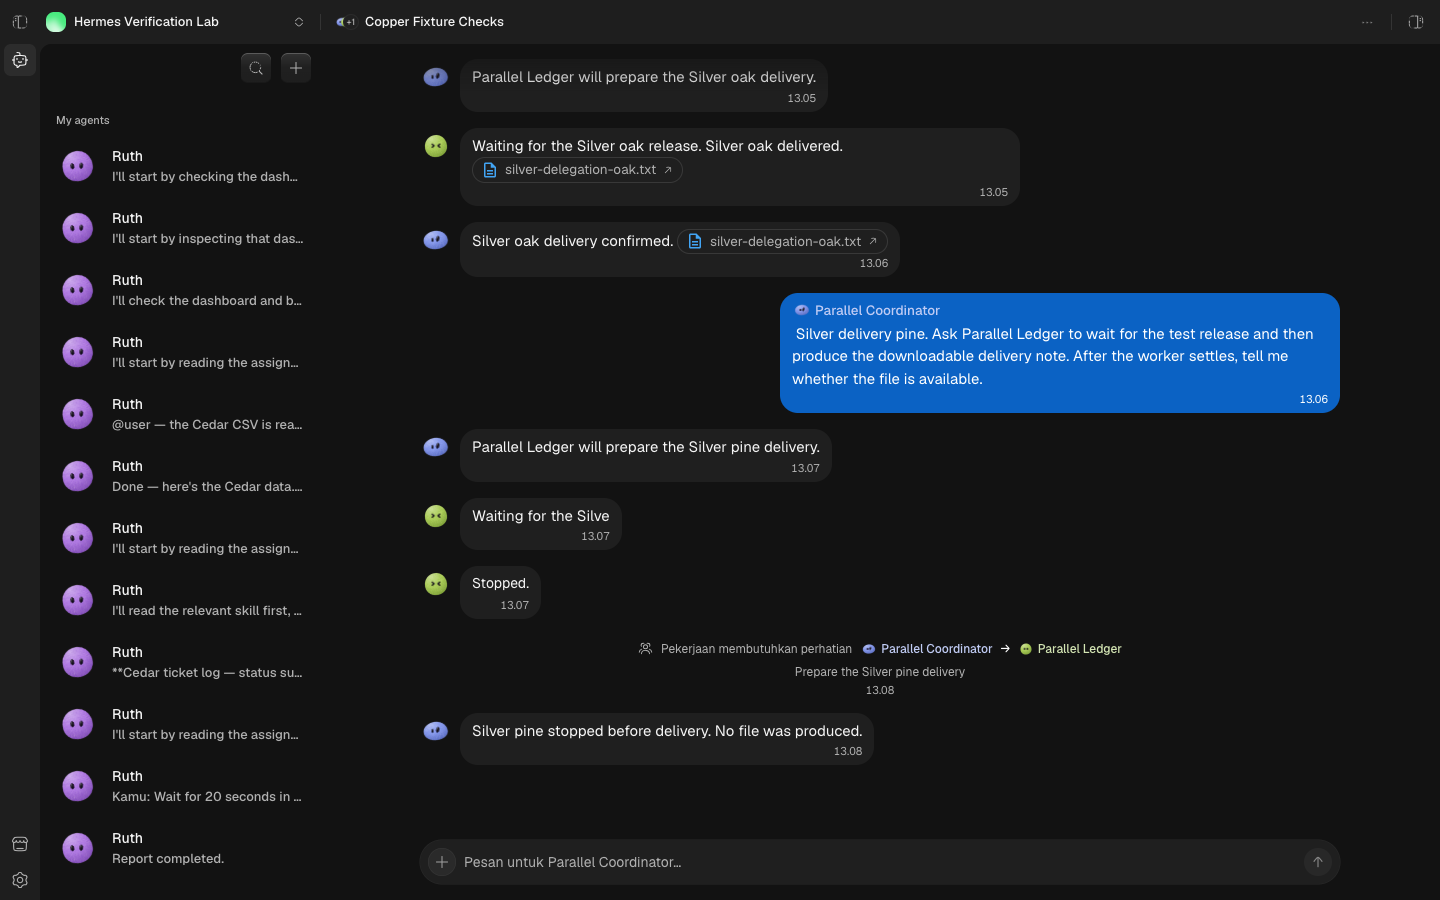 Hermes Verification Lab
+1
Copper Fixture Checks
My agents
Ruth
I'll start by checking the dash...
Ruth
I'll start by inspecting that das...
Ruth
I'll check the dashboard and b...
Ruth
I'll start by reading the assign...
Ruth
@user — the Cedar CSV is rea...
Ruth
Done — here's the Cedar data....
Ruth
I'll start by reading the assign...
Ruth
I'll read the relevant skill first, ...
Ruth
**Cedar ticket log — status su...
Ruth
I'll start by reading the assign...
Ruth
Kamu: Wait for 20 seconds in ...
Ruth
Report completed.
Parallel Ledger will prepare the Silver oak delivery.
13.05
Waiting for the Silver oak release. Silver oak delivered.
silver-delegation-oak.txt
13.05
Silver oak delivery confirmed. silver-delegation-oak.txt
13.06
Parallel Coordinator
Silver delivery pine. Ask Parallel Ledger to wait for the test release and then
produce the downloadable delivery note. After the worker settles, tell me
whether the file is available.
13.06
Parallel Ledger will prepare the Silver pine delivery.
13.07
Waiting for the Silve
13.07
Stopped.
13.07
Pekerjaan membutuhkan perhatian Parallel Coordinator → Parallel Ledger
Prepare the Silver pine delivery
13.08
Silver pine stopped before delivery. No file was produced.
13.08
Pesan untuk Parallel Coordinator...